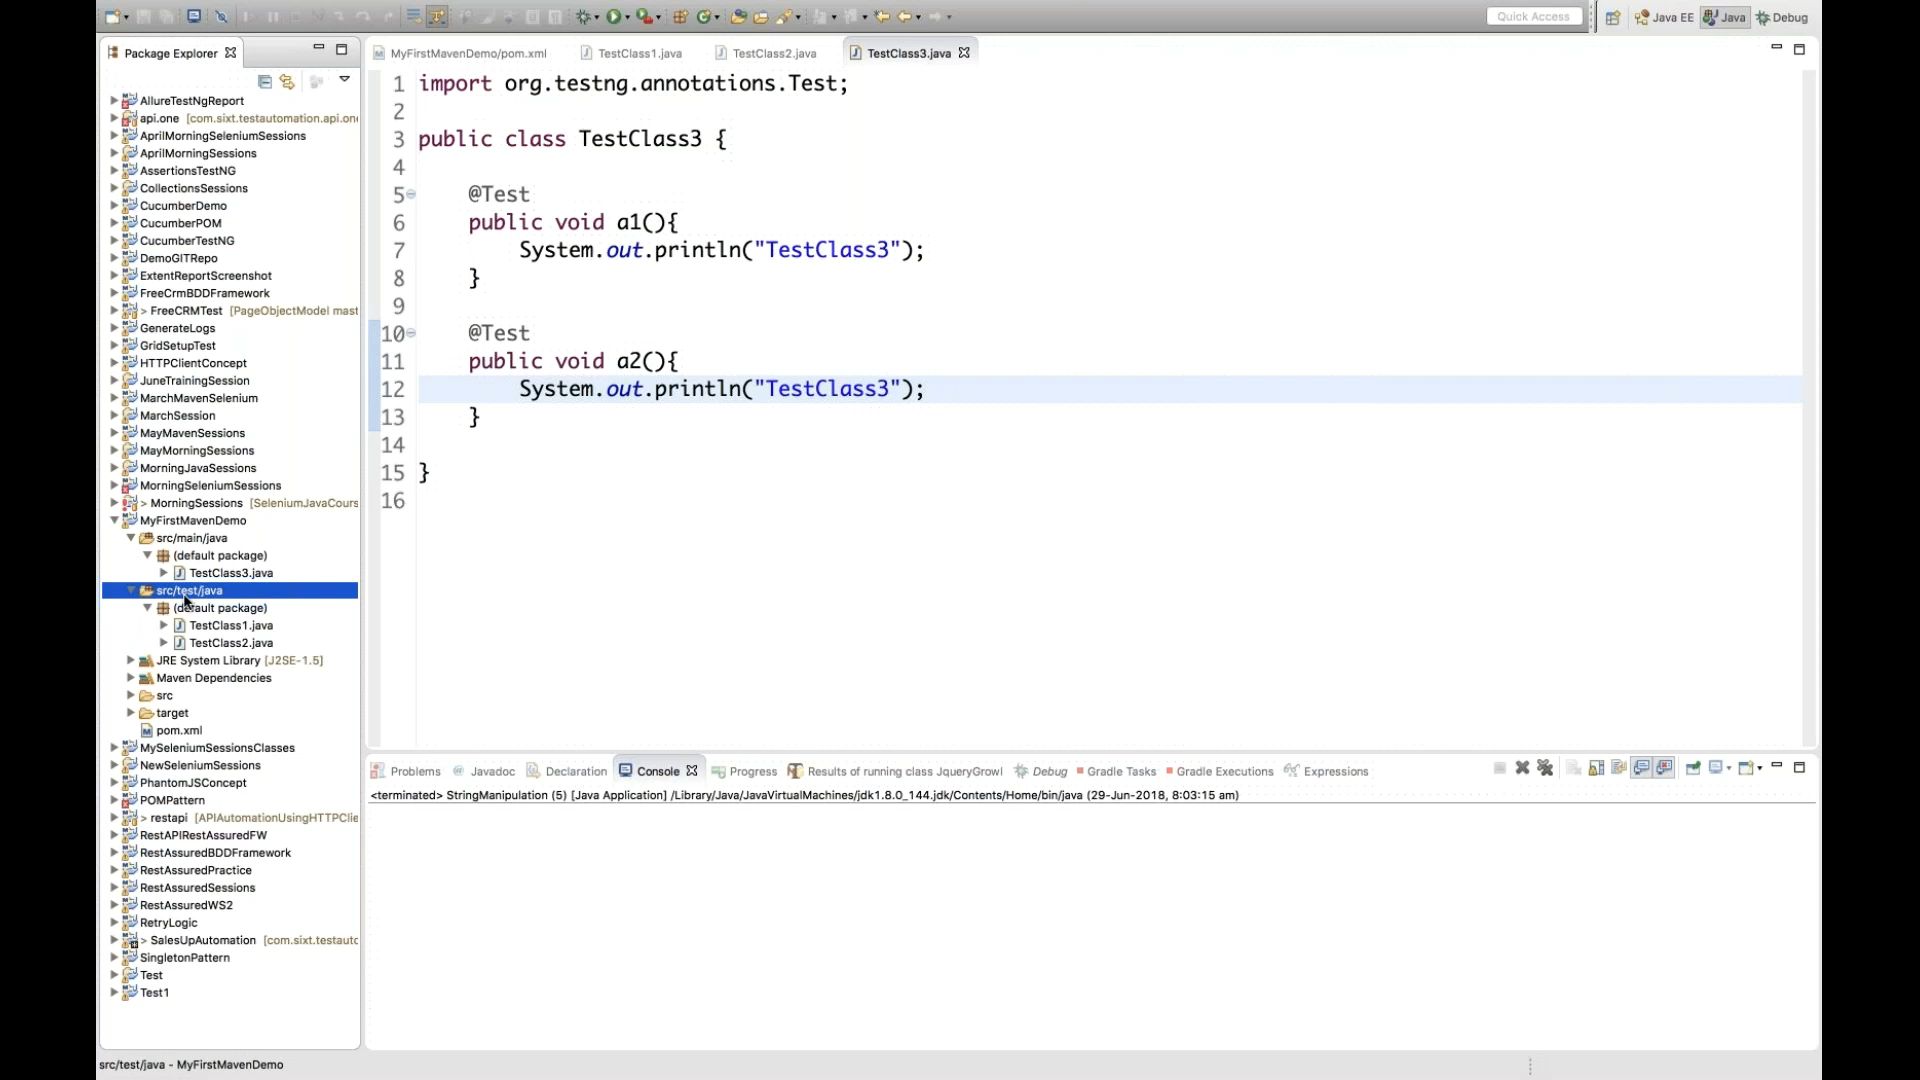 Quick Access
Java EE
Java
Debug
Package Explorer
MyFirstMavenDemo/pom.xml
TestClass1.java
TestClass2.java
TestClass3.java
AllureTestNgReport
api.one [com.sixt.testautomation.api.one
AprilMorningSeleniumSessions
AprilMorningSessions
AssertionsTestNG
CollectionsSessions
CucumberDemo
CucumberPOM
CucumberTestNG
DemoGITRepo
ExtentReportScreenshot
FreeCrmBDDFramework
> FreeCRMTest [PageObjectModel mast
GenerateLogs
GridSetupTest
HTTPClientConcept
JuneTrainingSession
MarchMavenSelenium
MarchSession
MayMavenSessions
MayMorningSessions
MorningJavaSessions
MorningSeleniumSessions
> MorningSessions [SeleniumJavaCours
MyFirstMavenDemo
src/main/java
(default package)
TestClass3.java
src/test/java
(default package)
TestClass1.java
TestClass2.java
JRE System Library [J2SE-1.5]
Maven Dependencies
src
target
pom.xml
MySeleniumSessionsClasses
NewSeleniumSessions
PhantomJSConcept
POMPattern
> restapi [APIAutomationUsingHTTPClie
RestAPIRestAssuredFW
RestAssuredBDDFramework
RestAssuredPractice
RestAssuredSessions
RestAssuredWS2
RetryLogic
> SalesUpAutomation [com.sixt.testauto
SingletonPattern
Test
Test1
1 import org.testng.annotations.Test;
2
3 public class TestClass3 {
4
5 @Test
6 public void a1(){
7 System.out.println("TestClass3");
8 }
9
10 @Test
11 public void a2(){
12 System.out.println("TestClass3");
13 }
14
15 }
16
Problems
Javadoc
Declaration
Console
Progress
Results of running class JqueryGrowl
Debug
Gradle Tasks
Gradle Executions
Expressions
<terminated> StringManipulation (5) [Java Application] /Library/Java/JavaVirtualMachines/jdk1.8.0_144.jdk/Contents/Home/bin/java (29-Jun-2018, 8:03:15 am)
src/test/java - MyFirstMavenDemo